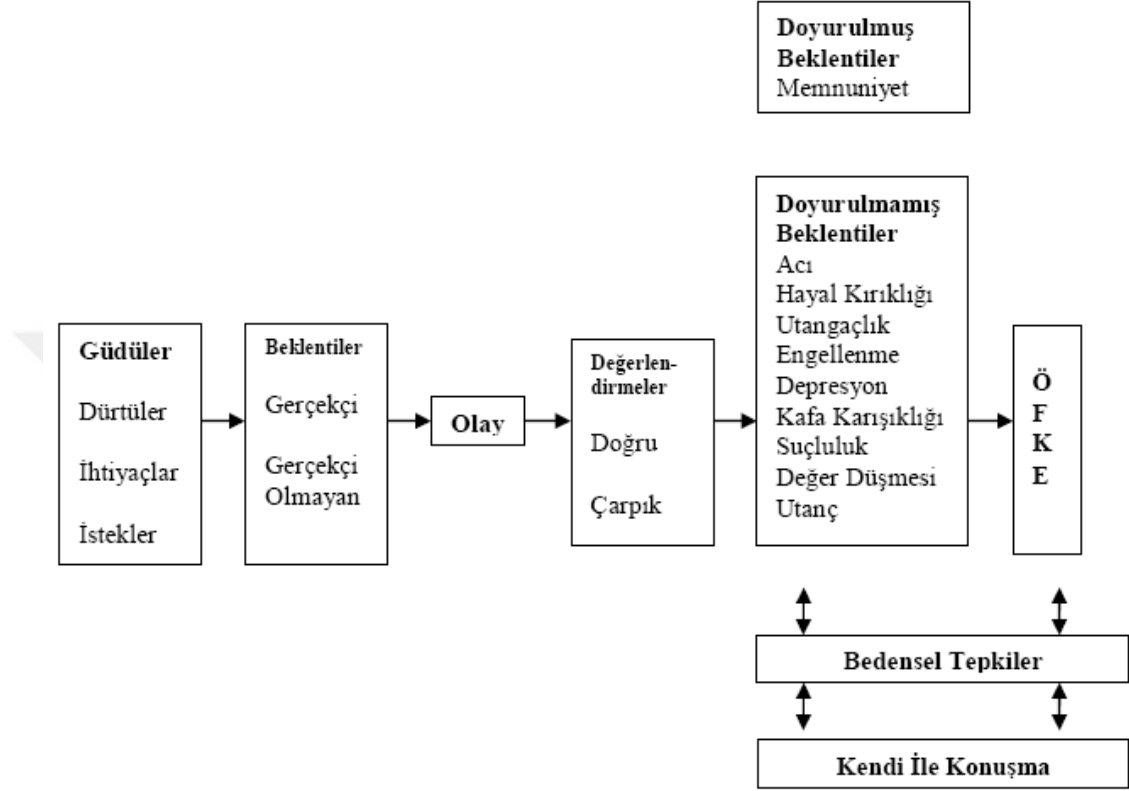 Doyurulmuş
Beklentiler
Memnuniyet
Güdüler
Dürtüler
İhtiyaçlar
İstekler
Beklentiler
Gerçekçi
Gerçekçi
Olmayan
Olay
Değerlen-
dirmeler
Doğru
Çarpık
Doyurulmamış
Beklentiler
Acı
Hayal Kırıklığı
Utangaçlık
Engellenme
Depresyon
Kafa Karışıklığı
Suçluluk
Değer Düşmesi
Utanç
Ö
F
K
E
Bedensel Tepkiler
Kendi İle Konuşma